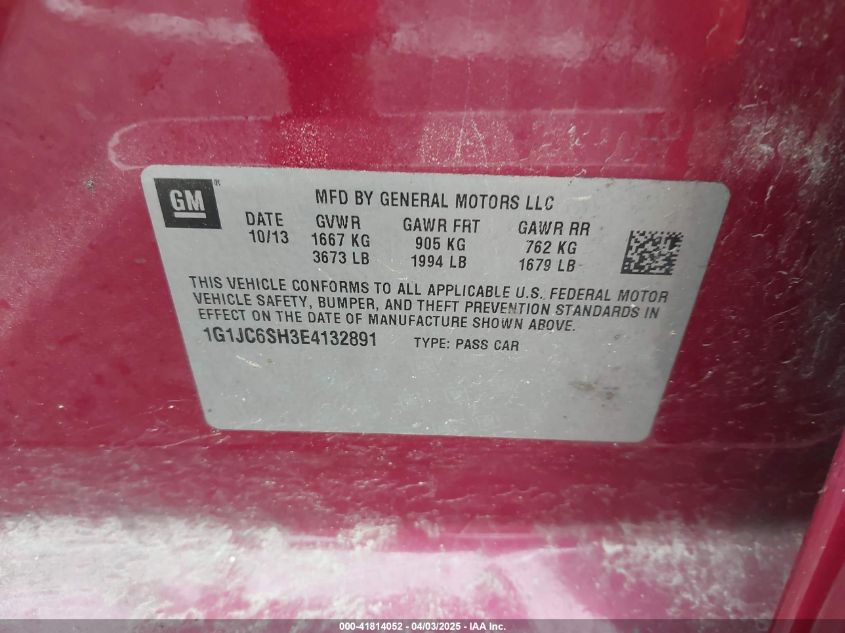 GM
MFD BY GENERAL MOTORS LLC
DATE GVWR GAWR FRT GAWR RR
10/13 1667 KG 905 KG 762 KG
3673 LB 1994 LB 1679 LB
THIS VEHICLE CONFORMS TO ALL APPLICABLE U.S. FEDERAL MOTOR
VEHICLE SAFETY, BUMPER, AND THEFT PREVENTION STANDARDS IN
EFFECT ON THE DATE OF MANUFACTURE SHOWN ABOVE.
1G1JC6SH3E4132891 TYPE: PASS CAR
000-41814052 - 04/03/2025 - IAA Inc.